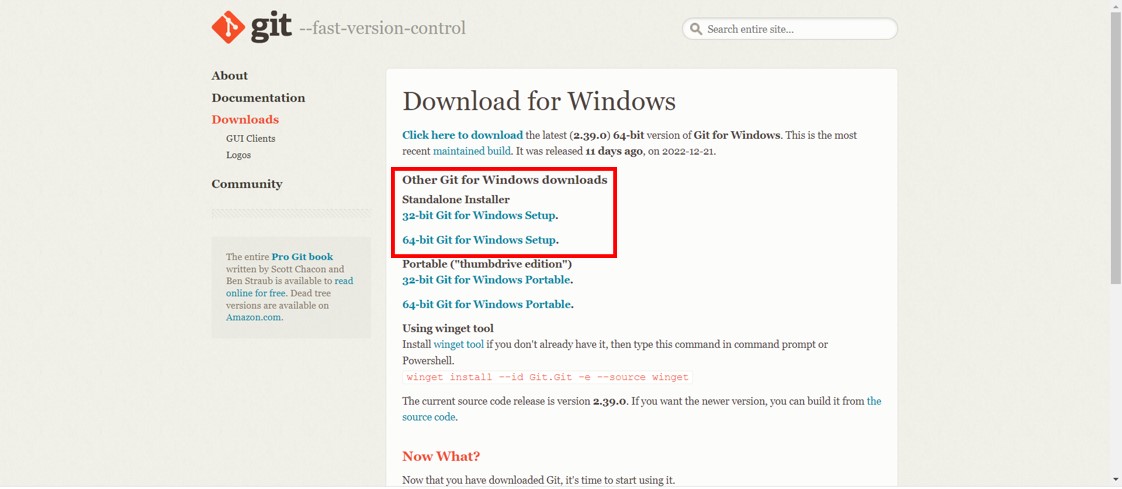 git --fast-version-control
Search entire site...
About
Documentation
Downloads
GUI Clients
Logos
Community
The entire Pro Git book
written by Scott Chacon and
Ben Straub is available to read
online for free. Dead tree
versions are available on
Amazon.com.
Download for Windows
Click here to download the latest (2.39.0) 64-bit version of Git for Windows. This is the most
recent maintained build. It was released 11 days ago, on 2022-12-21.
Other Git for Windows downloads
Standalone Installer
32-bit Git for Windows Setup.
64-bit Git for Windows Setup.
Portable ("thumbdrive edition")
32-bit Git for Windows Portable.
64-bit Git for Windows Portable.
Using winget tool
Install winget tool if you don't already have it, then type this command in command prompt or
Powershell.
winget install --id Git.Git -e --source winget
The current source code release is version 2.39.0. If you want the newer version, you can build it from the
source code.
Now What?
Now that you have downloaded Git, it's time to start using it.